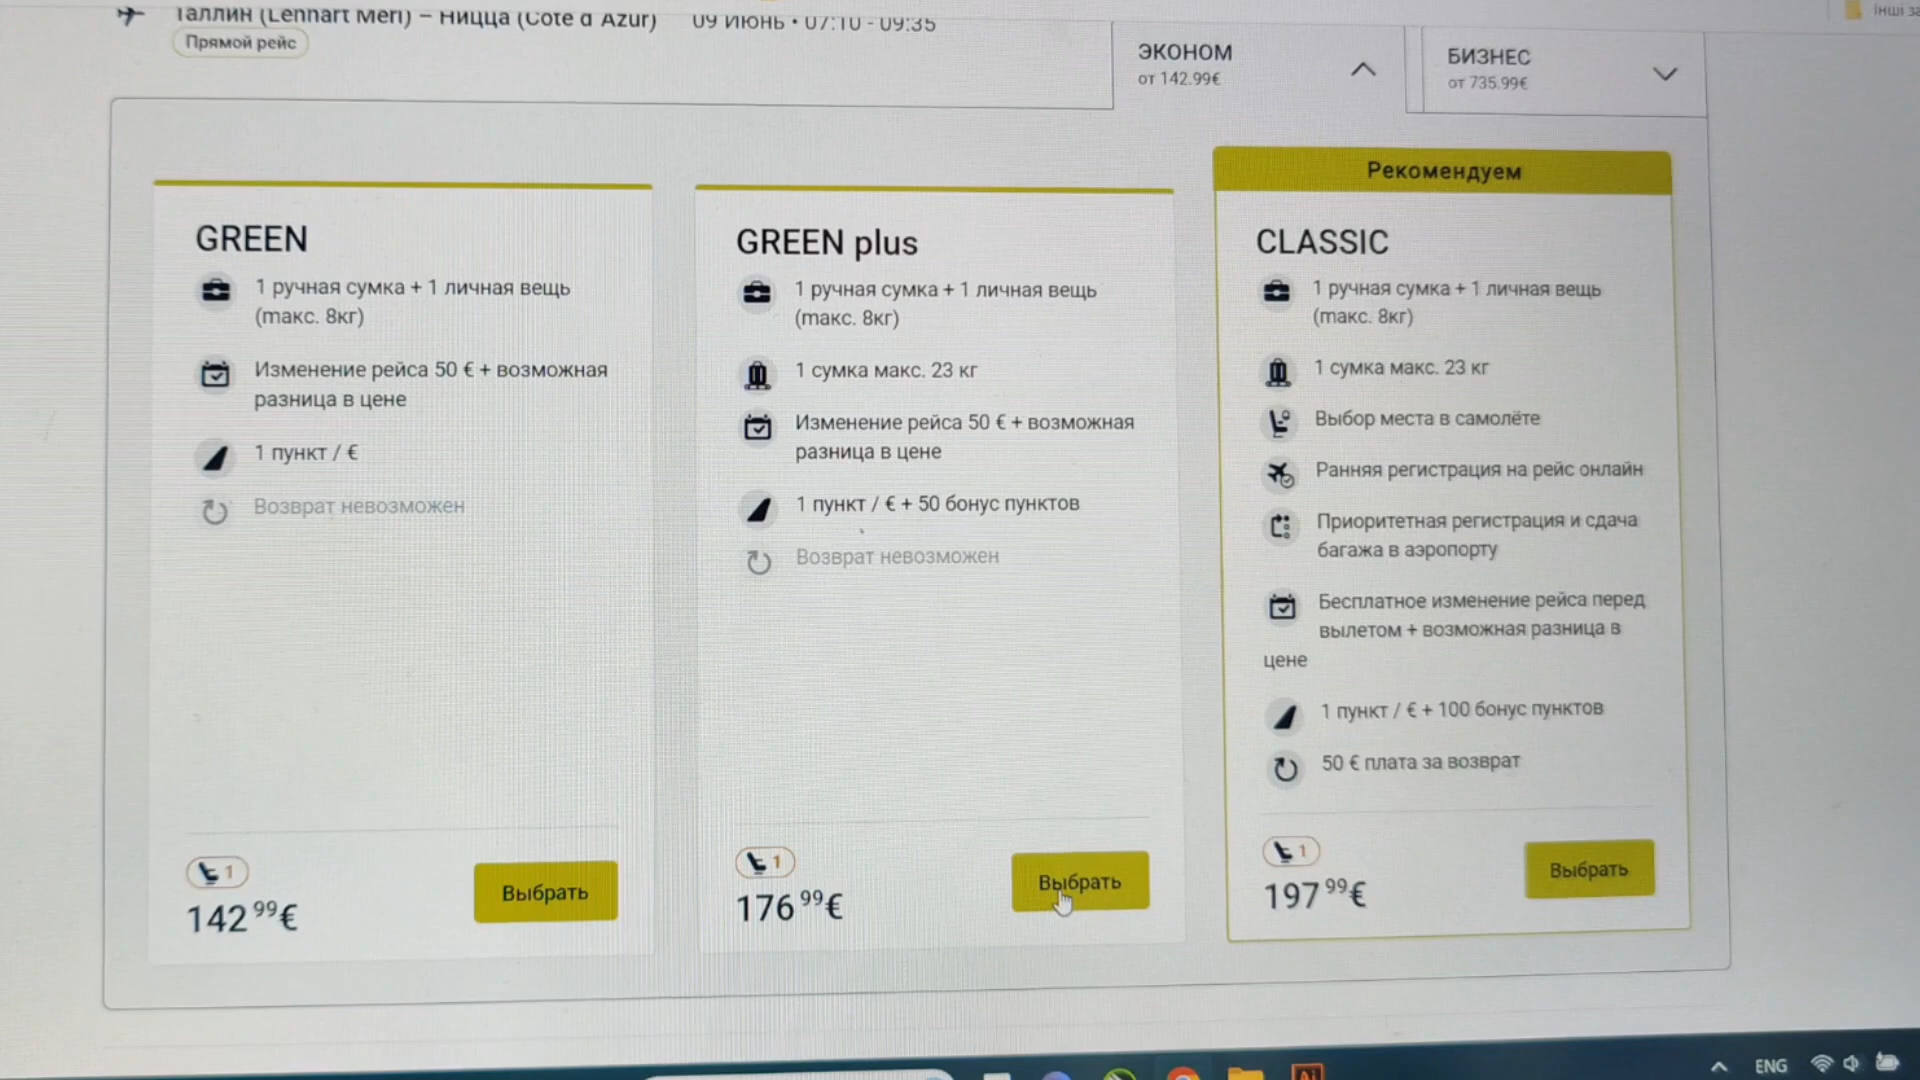 Таллин (Lennart Meri) – Ницца (Cote d'Azur) 09 ИЮНЬ • 07:10 - 09:35
Прямой рейс
ЭКОНОМ
от 142.99€
БИЗНЕС
от 735.99€
GREEN
1 ручная сумка + 1 личная вещь
(макс. 8кг)
Изменение рейса 50 € + возможная
разница в цене
1 пункт / €
Возврат невозможен
1
142 99€
Выбрать
GREEN plus
1 ручная сумка + 1 личная вещь
(макс. 8кг)
1 сумка макс. 23 кг
Изменение рейса 50 € + возможная
разница в цене
1 пункт / € + 50 бонус пунктов
Возврат невозможен
1
176 99€
Выбрать
Рекомендуем
CLASSIC
1 ручная сумка + 1 личная вещь
(макс. 8кг)
1 сумка макс. 23 кг
Выбор места в самолёте
Ранняя регистрация на рейс онлайн
Приоритетная регистрация и сдача
багажа в аэропорту
Бесплатное изменение рейса перед
вылетом + возможная разница в
цене
1 пункт / € + 100 бонус пунктов
50 € плата за возврат
1
197 99€
Выбрать
Ai
ENG